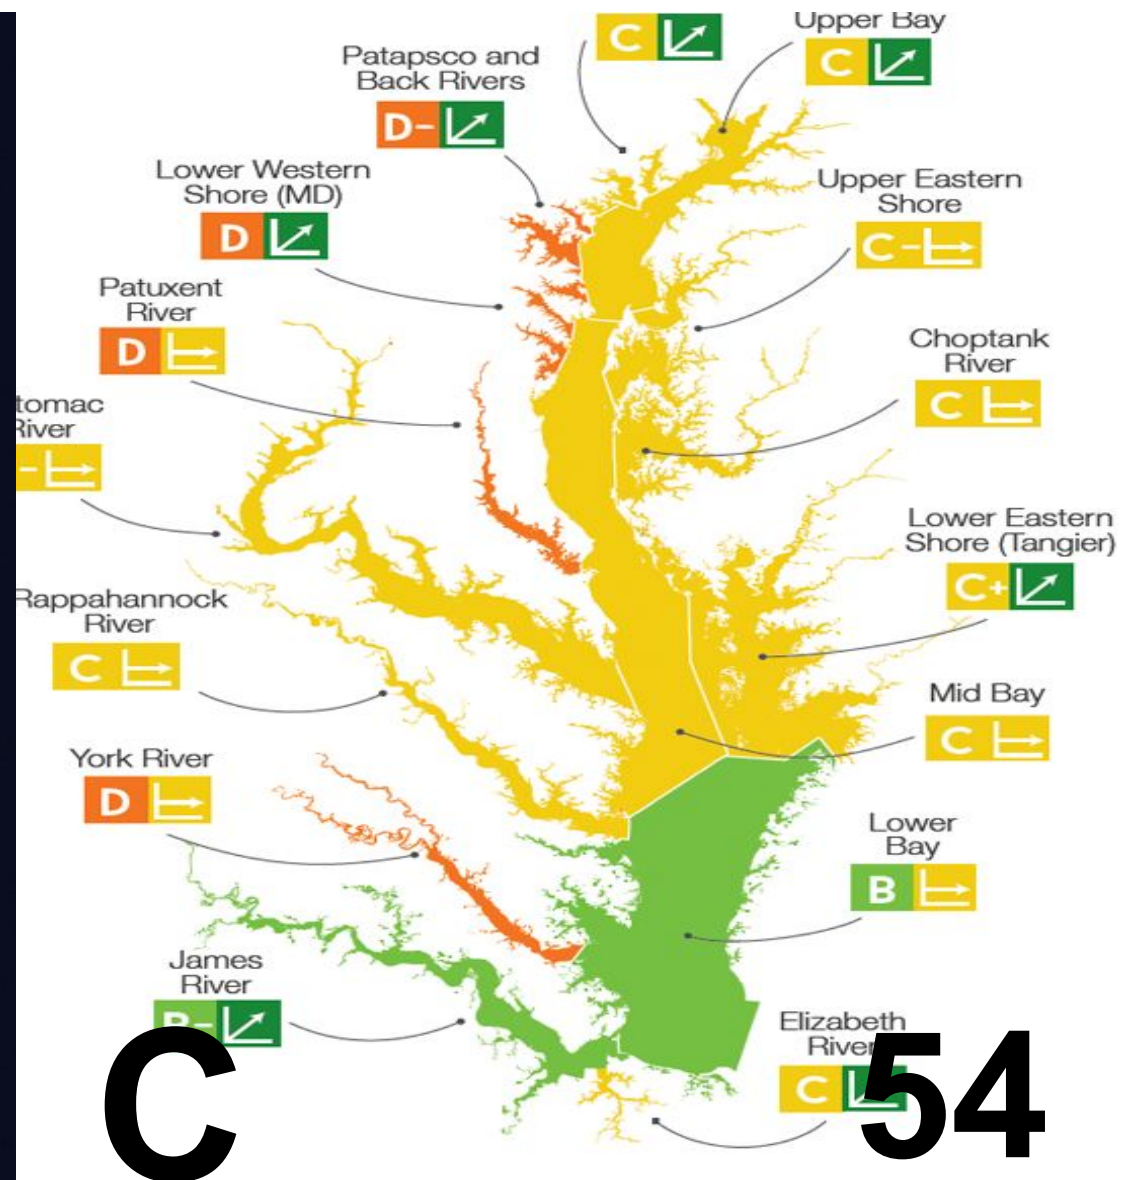 C
Upper Bay
C
Patapsco and
Back Rivers
D-
Lower Western
Shore (MD)
D
Upper Eastern
Shore
C-
Patuxent
River
D
Choptank
River
C
tomac
River
-
Lower Eastern
Shore (Tangier)
C+
Rappahannock
River
C
Mid Bay
C
York River
D
Lower
Bay
B
James
River
B-
Elizabeth
River
C
C
54